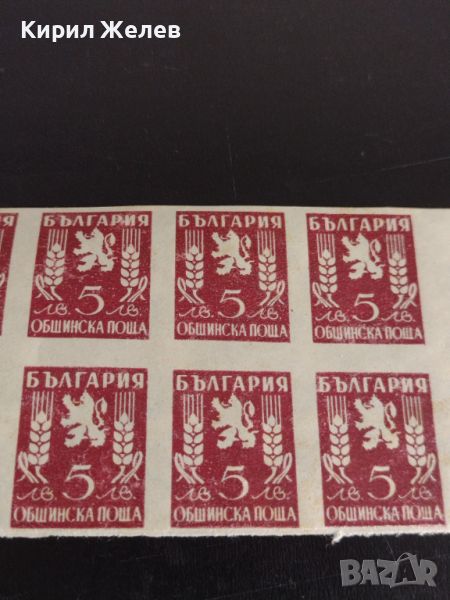 Кирил Желев
БЪЛГАРИЯ БЪЛГАРИЯ БЪЛГАРИЯ
лв. 5 лв. лв. 5 лв. лв. 5 лв.
ОБЩИНСКА ПОЩА ОБЩИНСКА ПОЩА ОБЩИНСКА ПОЩА
БЪЛГАРИЯ БЪЛГАРИЯ БЪЛГАРИЯ
лв. 5 лв. лв. 5 лв. лв. 5 лв.
ОБЩИНСКА ПОЩА ОБЩИНСКА ПОЩА ОБЩИНСКА ПОЩА
BAZAR